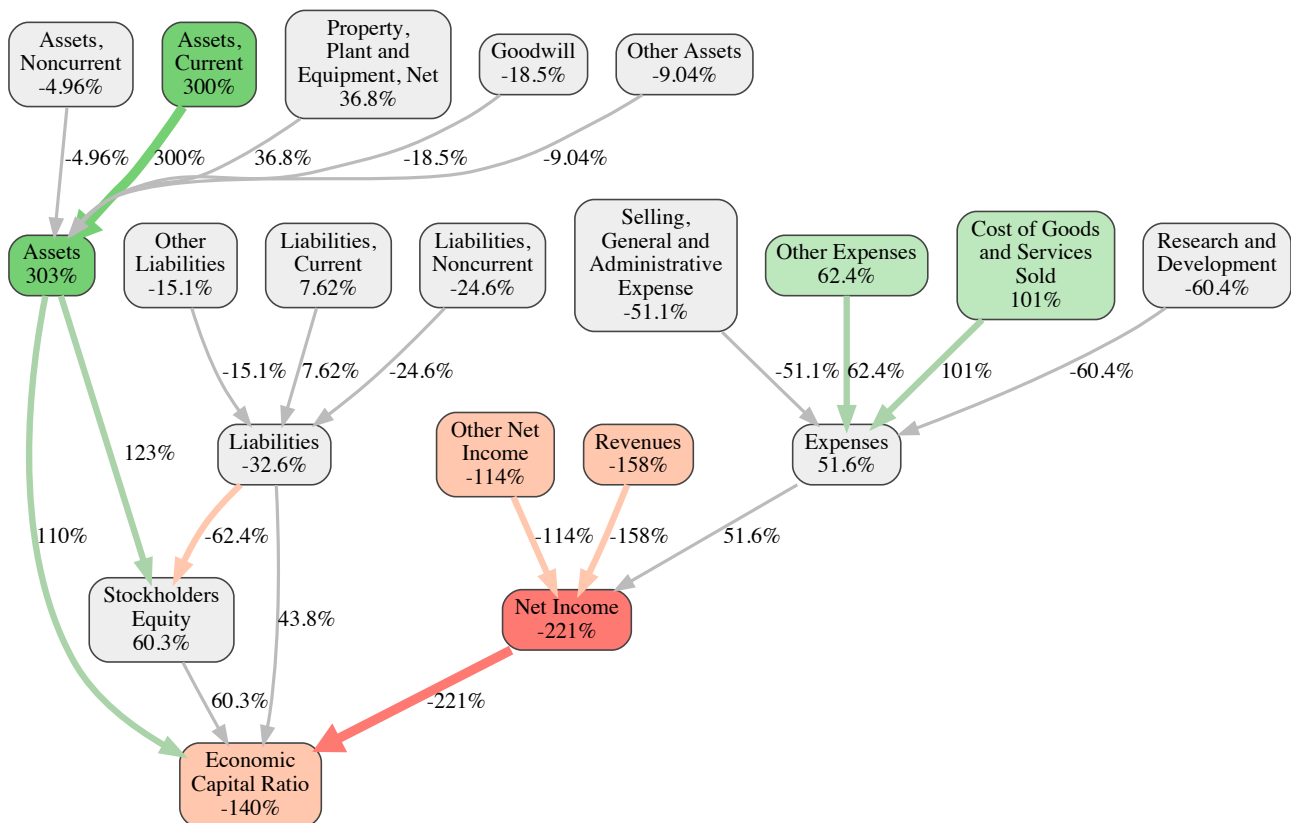 Assets,
Noncurrent
-4.96%
Assets,
Current
300%
Property,
Plant and
Equipment, Net
36.8%
Goodwill
-18.5%
Other Assets
-9.04%
-4.96%
300%
36.8%
-18.5%
-9.04%
Assets
303%
Other
Liabilities
-15.1%
Liabilities,
Current
7.62%
Liabilities,
Noncurrent
-24.6%
Selling,
General and
Administrative
Expense
-51.1%
Other Expenses
62.4%
Cost of Goods
and Services
Sold
101%
Research and
Development
-60.4%
-15.1%
7.62%
-24.6%
-51.1%
62.4%
101%
-60.4%
Liabilities
-32.6%
Other Net
Income
-114%
Revenues
-158%
Expenses
51.6%
110%
123%
-62.4%
43.8%
-114%
-158%
51.6%
Stockholders
Equity
60.3%
Net Income
-221%
60.3%
-221%
Economic
Capital Ratio
-140%